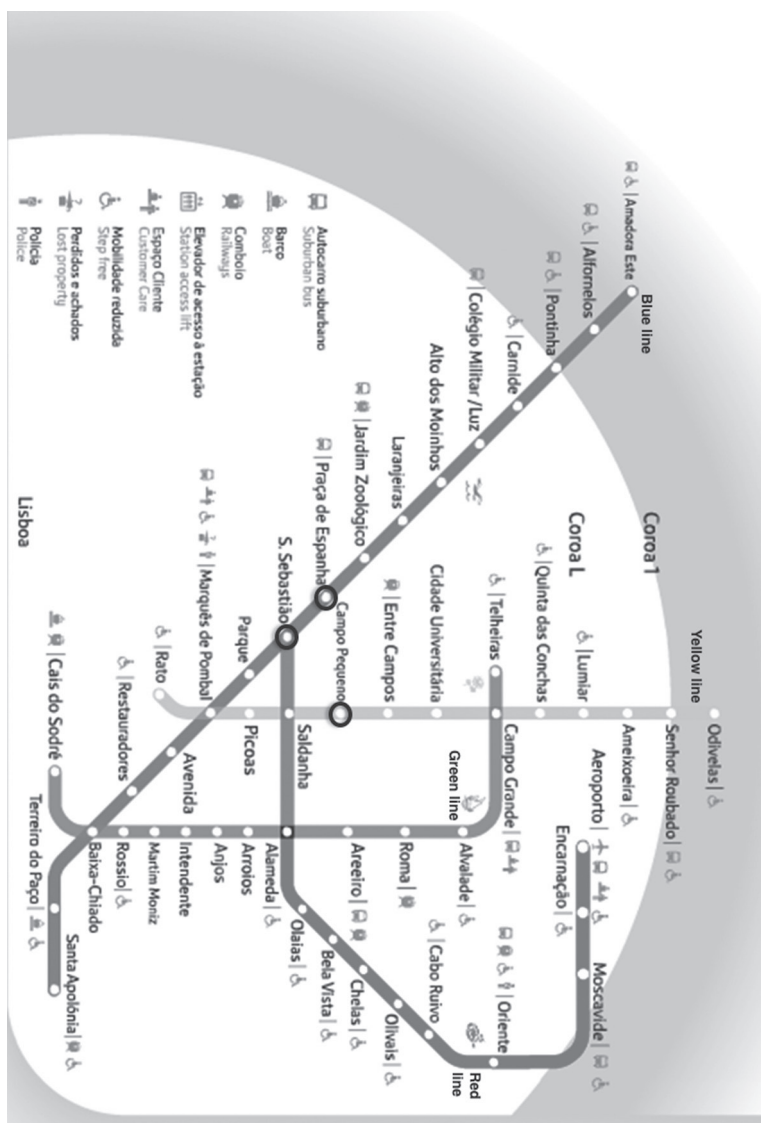 Odivelas
Yellow line
Senhor Roubado
Coroa 1
Ameixoeira
Lumiar
Coroa L
Quinta das Conchas
Telheiras
Campo Grande
Cidade Universitária
Entre Campos
Campo Pequeno
Saldanha
Picoas
Marquês de Pombal
Rato
Blue line
Amadora Este
Alfornelos
Pontinha
Carnide
Colégio Militar /Luz
Alto dos Moinhos
Laranjeiras
Jardim Zoológico
Praça de Espanha
S. Sebastião
Parque
Avenida
Restauradores
Baixa-Chiado
Terreiro do Paço
Santa Apolónia
Green line
Alvalade
Roma
Areeiro
Alameda
Arroios
Anjos
Intendente
Martim Moniz
Rossio
Cais do Sodré
Aeroporto
Encarnação
Moscavide
Oriente
Red
line
Cabo Ruivo
Olivais
Chelas
Bela Vista
Olaias
Autocarro suburbano
Suburban bus
Barco
Boat
Comboio
Railways
Elevador de acesso à estação
Station access lift
Espaço Cliente
Customer Care
Mobilidade reduzida
Step free
Perdidos e achados
Lost property
Polícia
Police
Lisboa